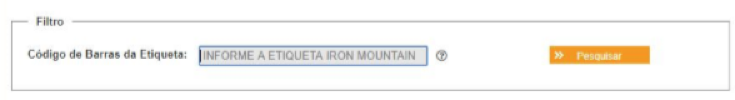 Filtro
Código de Barras da Etiqueta: INFORME A ETIQUETA IRON MOUNTAIN ? >> Pesquisar